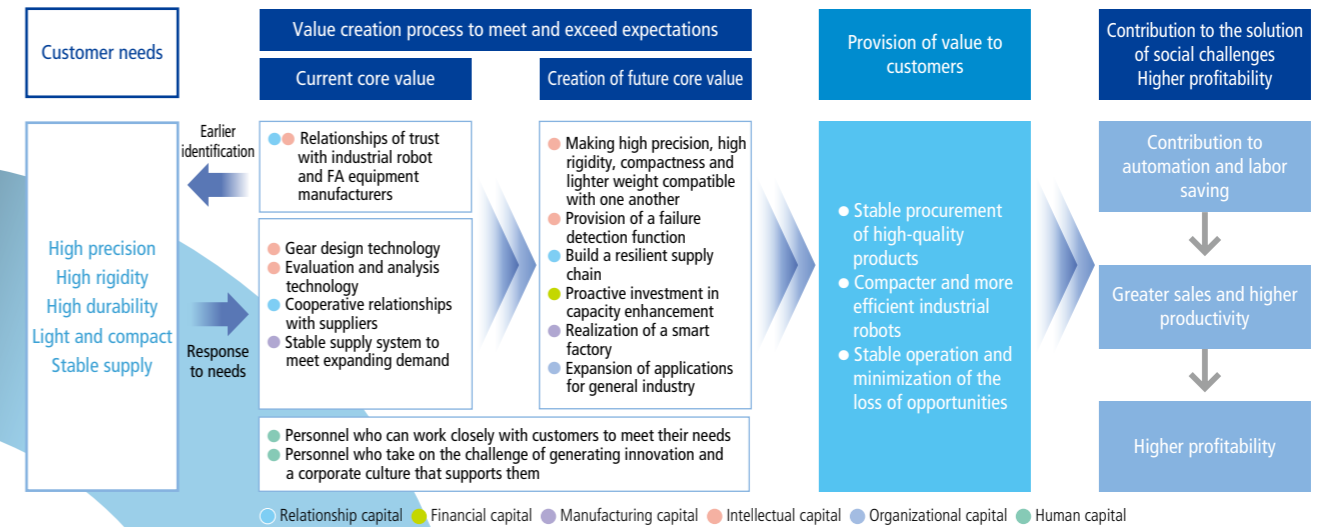 Customer needs
Value creation process to meet and exceed expectations
Current core value
Creation of future core value
Provision of value to
customers
Contribution to the solution
of social challenges
Higher profitability
High precision
High rigidity
High durability
Light and compact
Stable supply
Earlier
identification
Response
to needs
Relationships of trust
with industrial robot
and FA equipment
manufacturers
Gear design technology
Evaluation and analysis
technology
Cooperative relationships
with suppliers
Stable supply system to
meet expanding demand
Making high precision, high
rigidity, compactness and
lighter weight compatible
with one another
Provision of a failure
detection function
Build a resilient supply
chain
Proactive investment in
capacity enhancement
Realization of a smart
factory
Expansion of applications
for general industry
Personnel who can work closely with customers to meet their needs
Personnel who take on the challenge of generating innovation and
a corporate culture that supports them
Stable procurement
of high-quality
products
Compacter and more
efficient industrial
robots
Stable operation and
minimization of the
loss of opportunities
Contribution to
automation and labor
saving
Greater sales and higher
productivity
Higher profitability
Relationship capital
Financial capital
Manufacturing capital
Intellectual capital
Organizational capital
Human capital